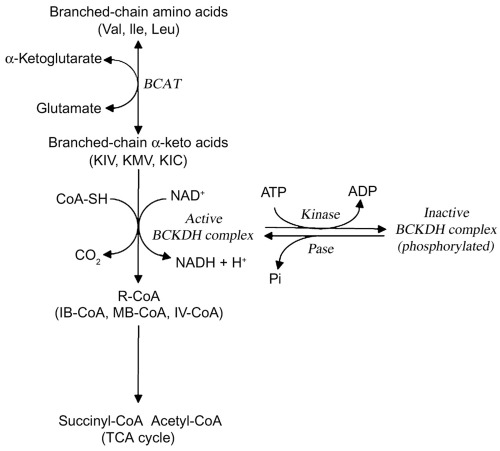 Branched-chain amino acids
(Val, Ile, Leu)
α-Ketoglutarate
BCAT
Glutamate
Branched-chain α-keto acids
(KIV, KMV, KIC)
CoA-SH
NAD⁺
Active
BCKDH complex
CO₂
NADH + H⁺
ATP
ADP
Kinase
Pase
Pi
Inactive
BCKDH complex
(phosphorylated)
R-CoA
(IB-CoA, MB-CoA, IV-CoA)
Succinyl-CoA Acetyl-CoA
(TCA cycle)